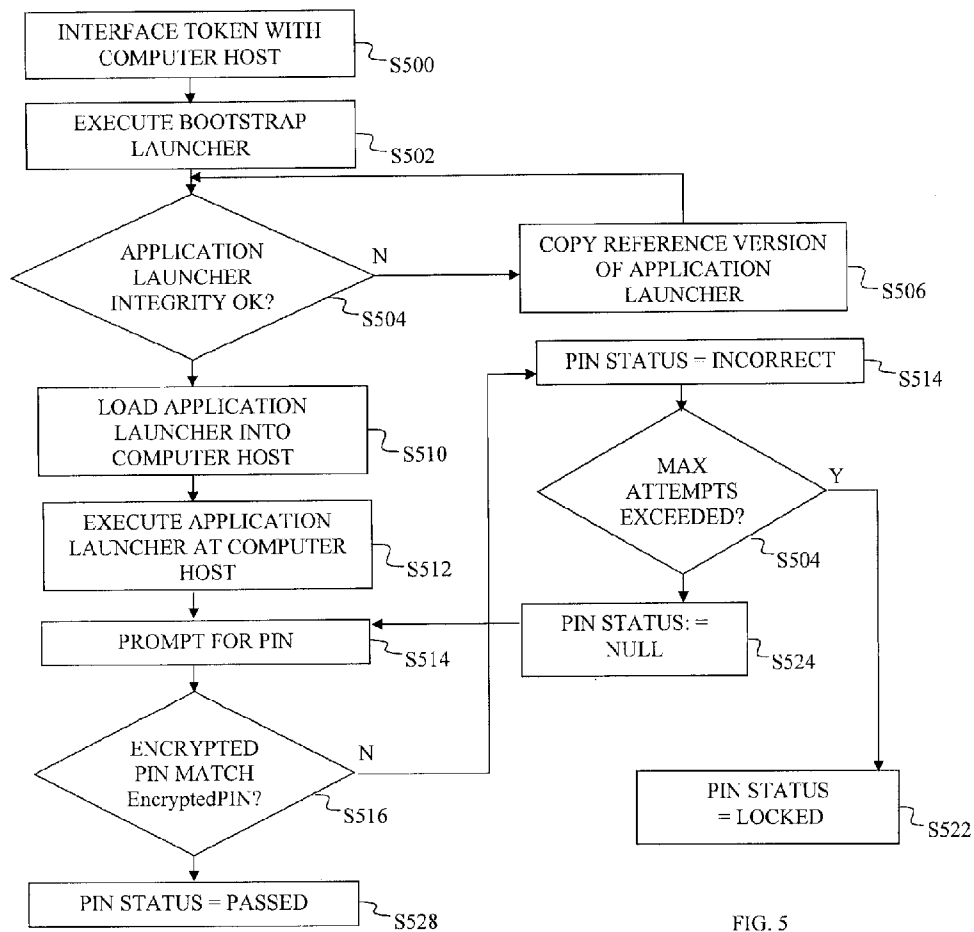 INTERFACE TOKEN WITH
COMPUTER HOST
S500
EXECUTE BOOTSTRAP
LAUNCHER
S502
APPLICATION
LAUNCHER
INTEGRITY OK?
N
S504
COPY REFERENCE VERSION
OF APPLICATION
LAUNCHER
S506
LOAD APPLICATION
LAUNCHER INTO
COMPUTER HOST
S510
EXECUTE APPLICATION
LAUNCHER AT COMPUTER
HOST
S512
PROMPT FOR PIN
S514
ENCRYPTED
PIN MATCH
EncryptedPIN?
N
S516
PIN STATUS = PASSED
S528
PIN STATUS = INCORRECT
S514
MAX
ATTEMPTS
EXCEEDED?
Y
S504
PIN STATUS: =
NULL
S524
PIN STATUS
= LOCKED
S522
FIG. 5